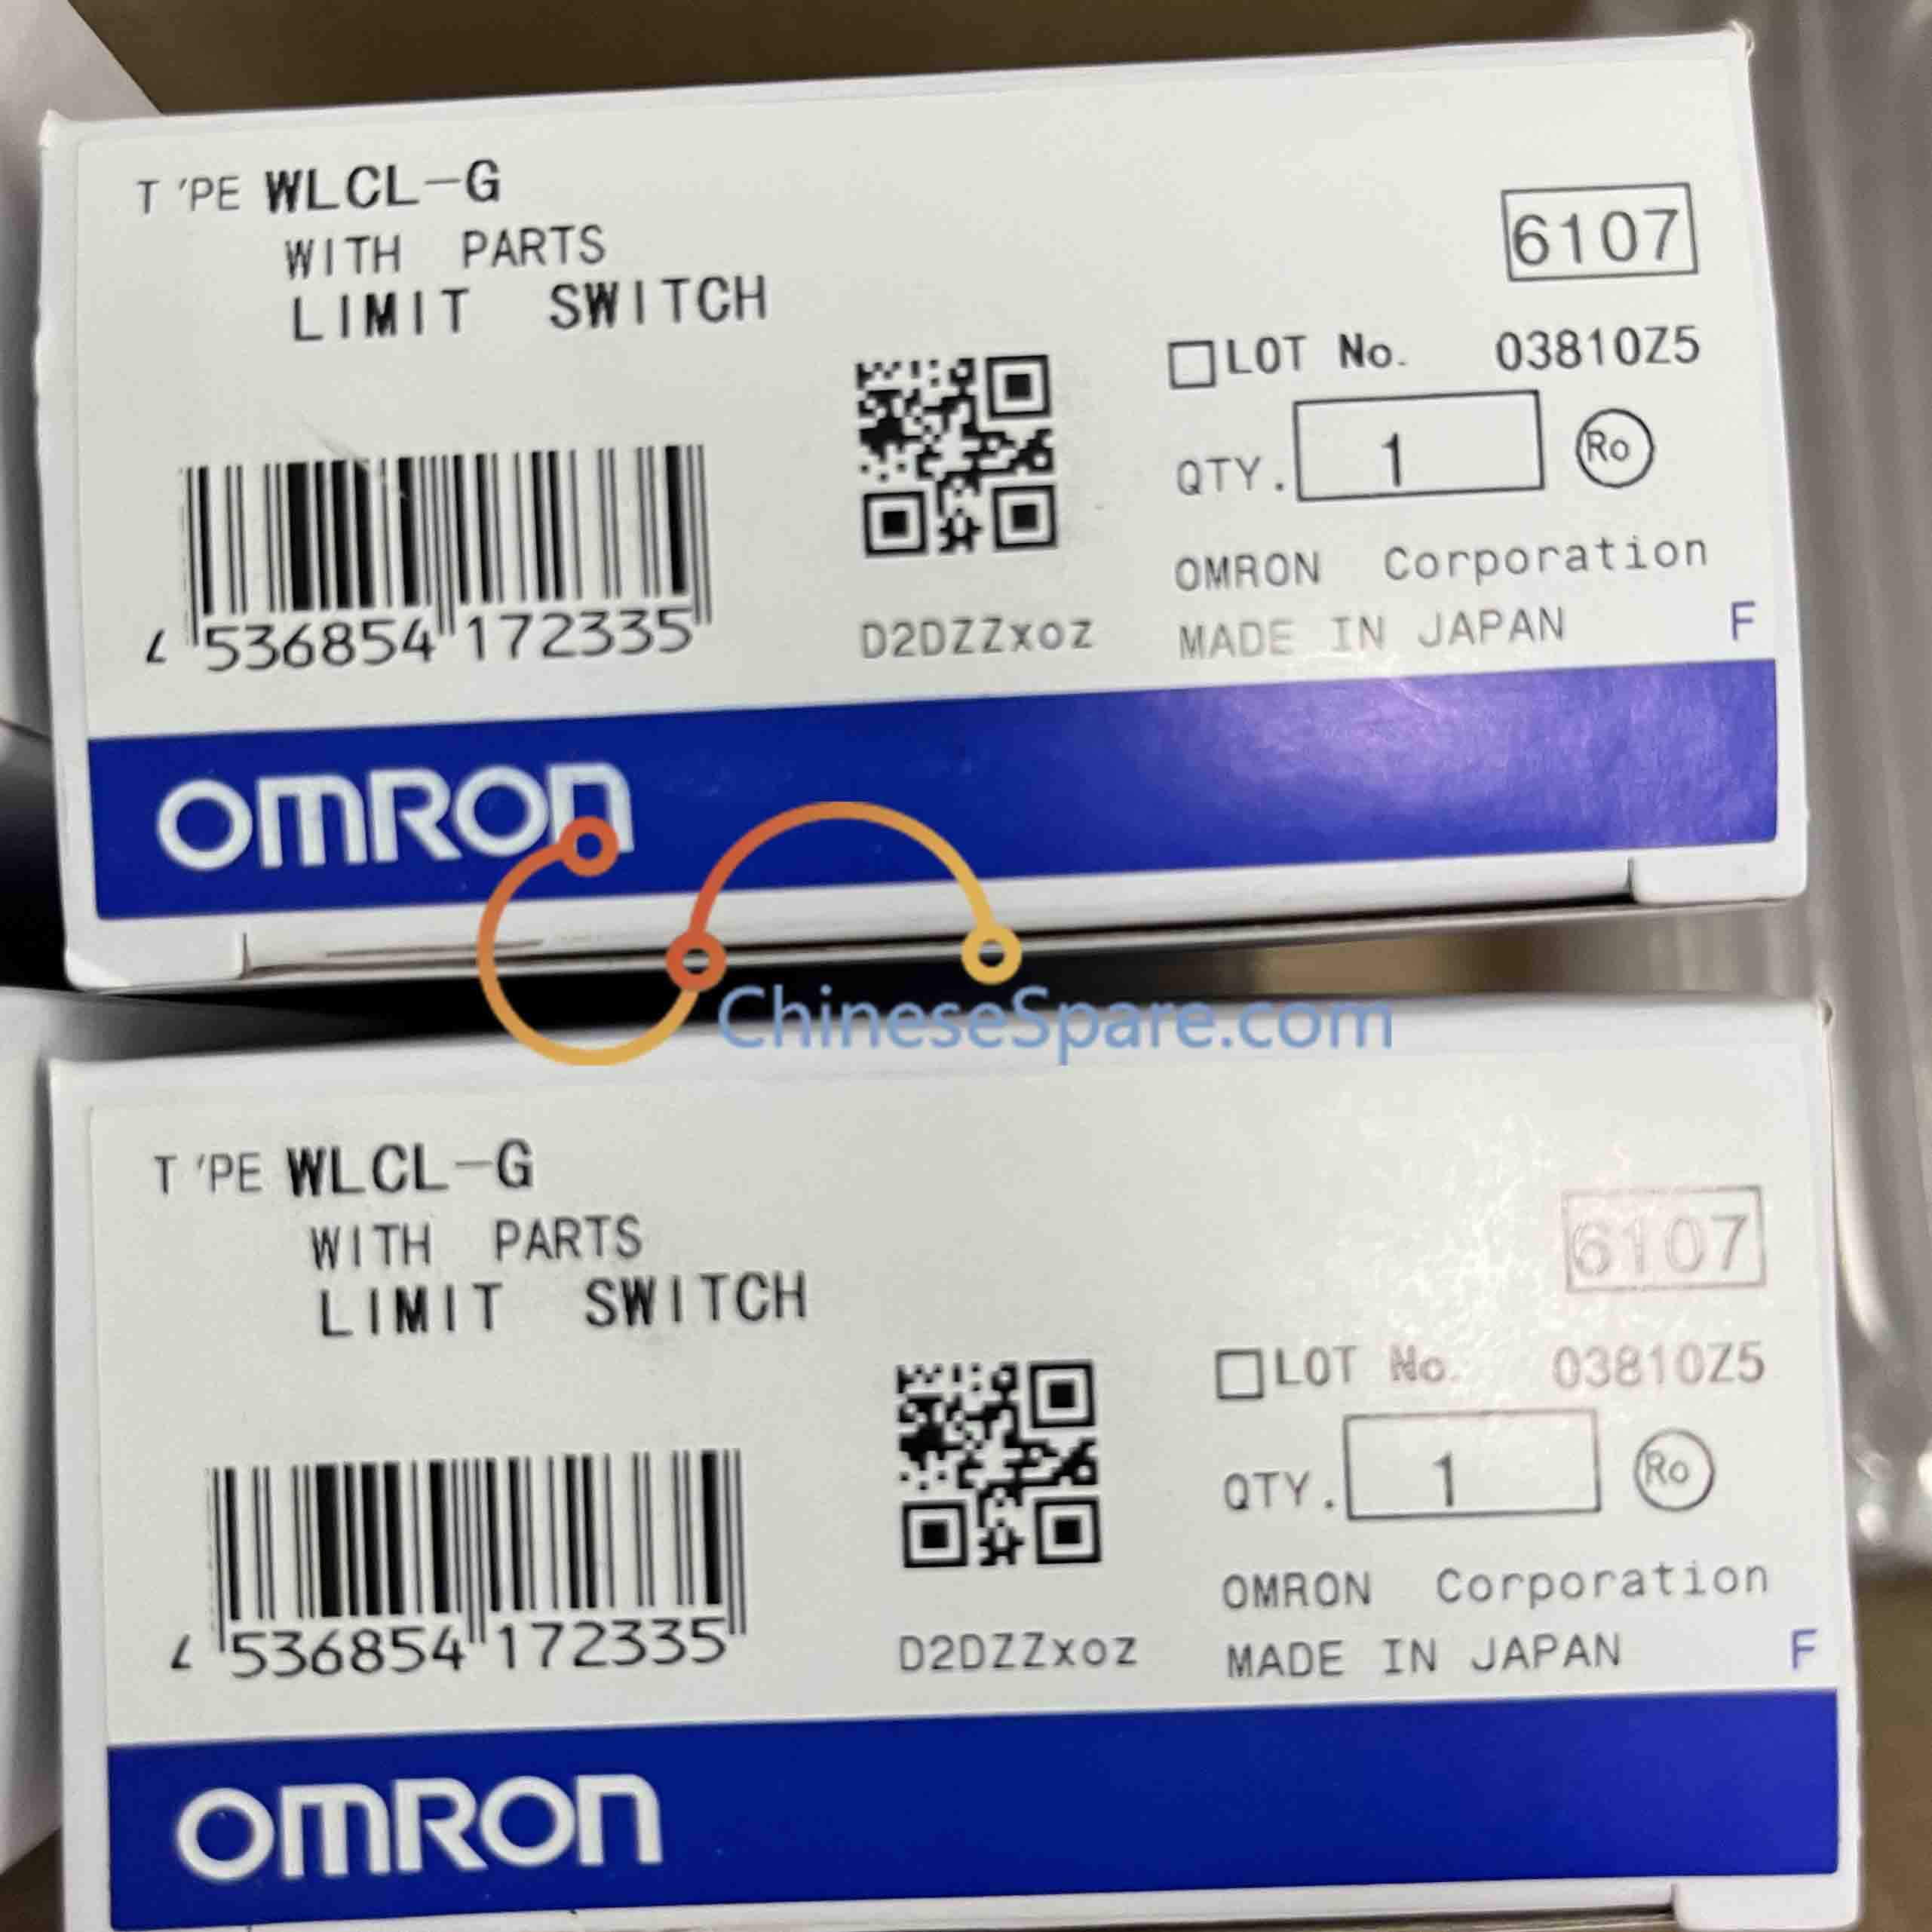 T 'PE WLCL-G
WITH PARTS
LIMIT SWITCH
6107
LOT No. 03810Z5
QTY. 1 Ro
OMRON Corporation
MADE IN JAPAN F
4 536854 172335
D2DZZxoz
OMRON
ChineseSpare.com
T 'PE WLCL-G
WITH PARTS
LIMIT SWITCH
6107
LOT No. 03810Z5
QTY. 1 Ro
OMRON Corporation
MADE IN JAPAN F
4 536854 172335
D2DZZxoz
OMRON